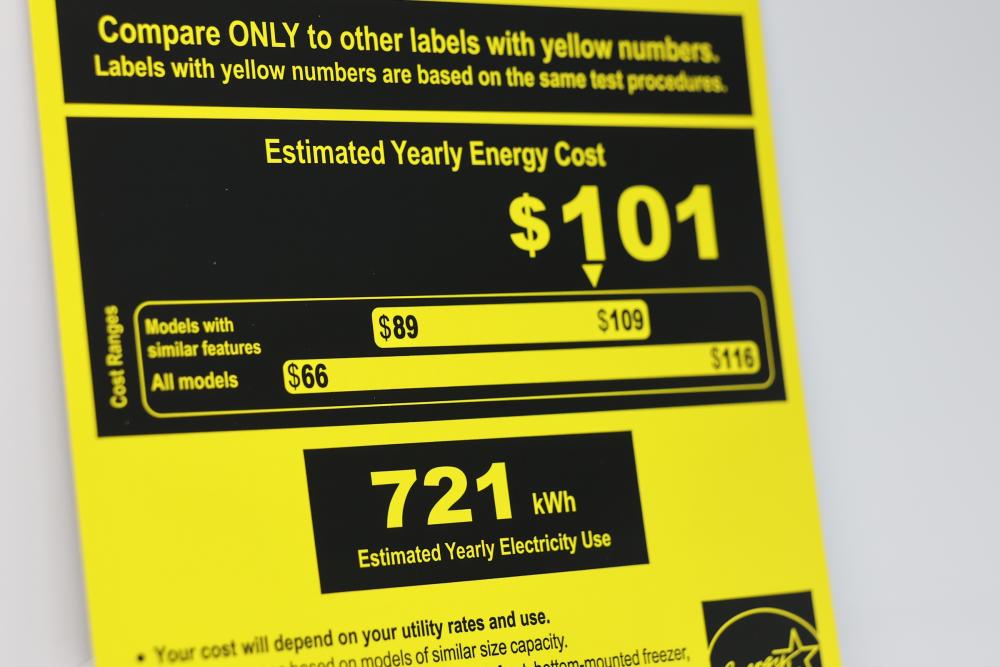 Compare ONLY to other labels with yellow numbers.
Labels with yellow numbers are based on the same test procedures.
Estimated Yearly Energy Cost
$101
Cost Ranges
Models with
similar features
$89
$109
All models
$66
$116
721 kWh
Estimated Yearly Electricity Use
• Your cost will depend on your utility rates and use.
based on models of similar size capacity.
bottom-mounted freezer,